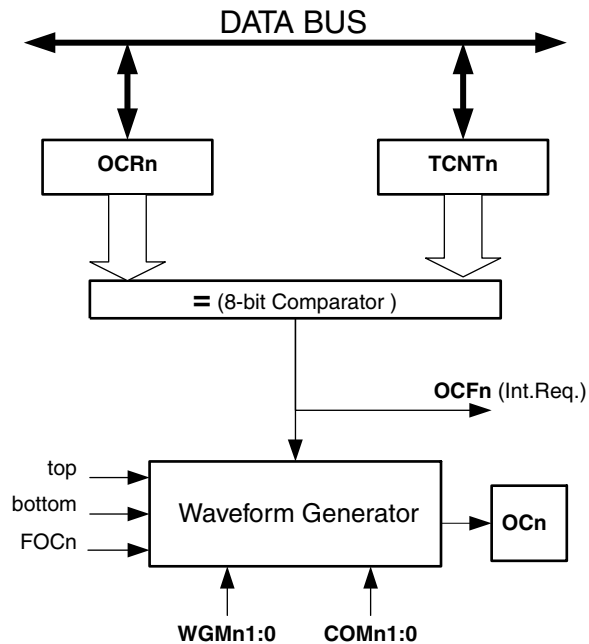 DATA BUS
OCRn
TCNTn
= (8-bit Comparator )
OCFn (Int.Req.)
top
bottom
FOCn
Waveform Generator
OCn
WGMn1:0
COMn1:0